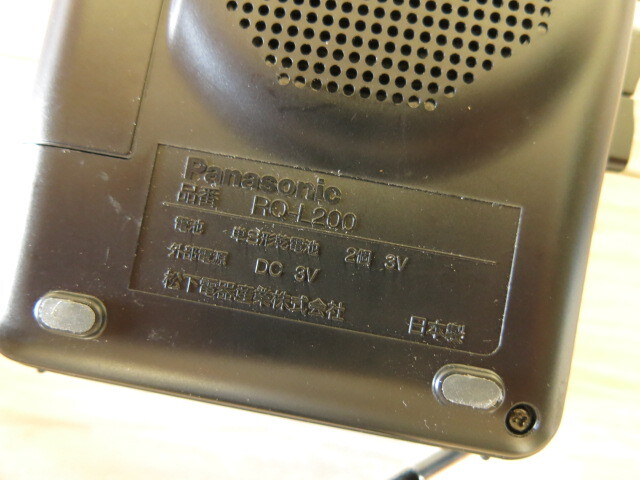 Panasonic
品番 RQ-L200
電池 単3形乾電池 2個 3V
外部電源 DC 3V
松下電器産業株式会社 日本製